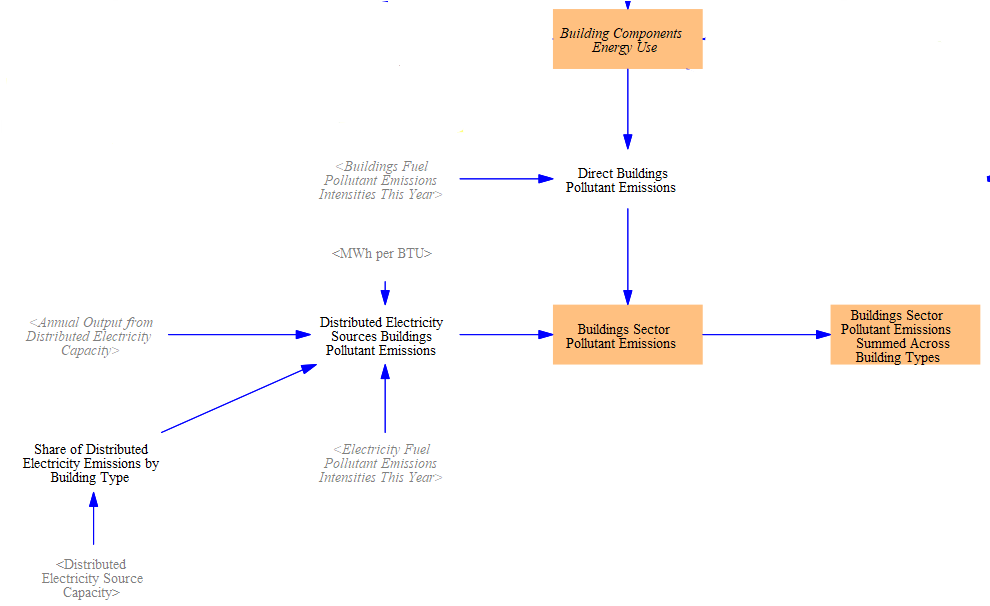 Building Components
Energy Use
<Buildings Fuel
Pollutant Emissions
Intensities This Year>
Direct Buildings
Pollutant Emissions
<MWh per BTU>
<Annual Output from
Distributed Electricity
Capacity>
Distributed Electricity
Sources Buildings
Pollutant Emissions
Buildings Sector
Pollutant Emissions
Buildings Sector
Pollutant Emissions
Summed Across
Building Types
Share of Distributed
Electricity Emissions by
Building Type
<Electricity Fuel
Pollutant Emissions
Intensities This Year>
<Distributed
Electricity Source
Capacity>